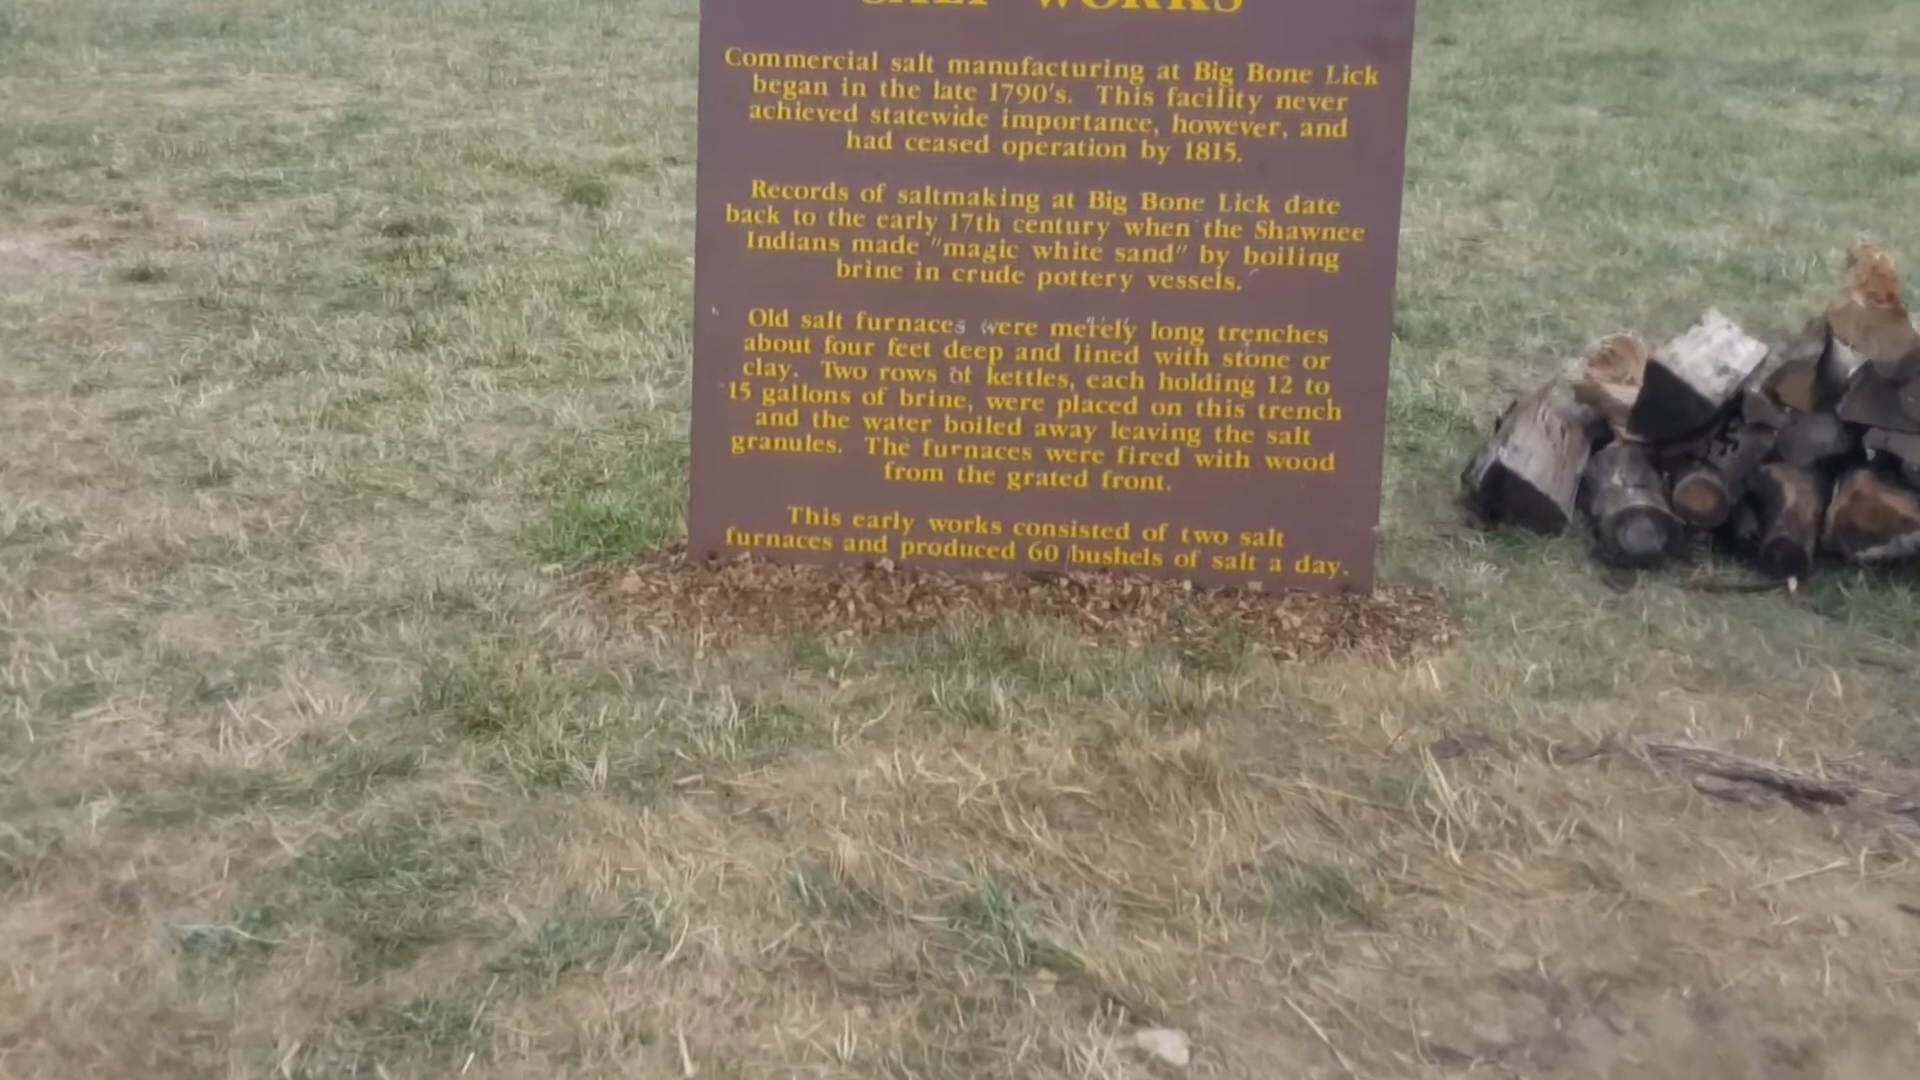 SALT WORKS
Commercial salt manufacturing at Big Bone Lick
began in the late 1790's. This facility never
achieved statewide importance, however, and
had ceased operation by 1815.
Records of saltmaking at Big Bone Lick date
back to the early 17th century when the Shawnee
Indians made "magic white sand" by boiling
brine in crude pottery vessels.
Old salt furnaces were merely long trenches
about four feet deep and lined with stone or
clay. Two rows of kettles, each holding 12 to
15 gallons of brine, were placed on this trench
and the water boiled away leaving the salt
granules. The furnaces were fired with wood
from the grated front.
This early works consisted of two salt
furnaces and produced 60 bushels of salt a day.